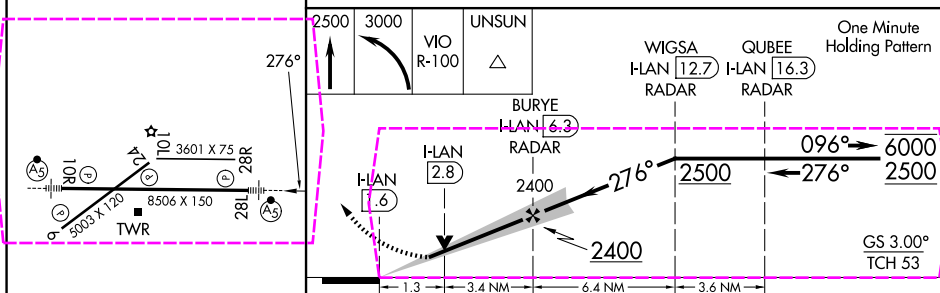 2500
3000
VIO
R-100
UNSUN
One Minute
Holding Pattern
276°
WIGSA
I-LAN 12.7
RADAR
QUBEE
I-LAN 16.3
RADAR
BURYE
I-LAN 6.3
RADAR
I-LAN
2.8
I-LAN
096°
6000
276°
2500
2500
276°
2400
2400
GS 3.00°
TCH 53
1.3
3.4 NM
6.4 NM
3.6 NM
A5
10R
P
24
10L
3601 X 75
28R
P
P
5003 X 120
8506 X 150
28L
A5
6
TWR